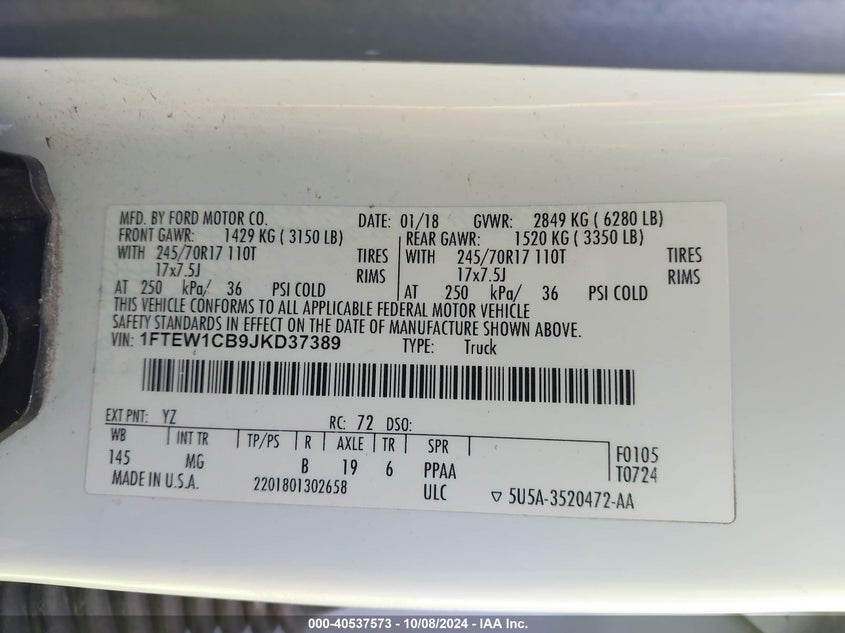 MFD. BY FORD MOTOR CO. DATE: 01/18 GVWR: 2849 KG ( 6280 LB)
FRONT GAWR: 1429 KG ( 3150 LB) REAR GAWR: 1520 KG ( 3350 LB)
WITH 245/70R17 110T TIRES WITH 245/70R17 110T TIRES
17x7.5J RIMS 17x7.5J RIMS
AT 250 kPa/ 36 PSI COLD AT 250 kPa/ 36 PSI COLD
THIS VEHICLE CONFORMS TO ALL APPLICABLE FEDERAL MOTOR VEHICLE
SAFETY STANDARDS IN EFFECT ON THE DATE OF MANUFACTURE SHOWN ABOVE.
VIN: 1FTEW1CB9JKD37389 TYPE: Truck
EXT PNT: YZ RC: 72 DSO:
WB INT TR TP/PS R AXLE TR SPR F0105
145 MG B 19 6 PPAA T0724
MADE IN U.S.A. 2201801302658 ULC ▽ 5U5A-3520472-AA
000-40537573 - 10/08/2024 - IAA Inc.